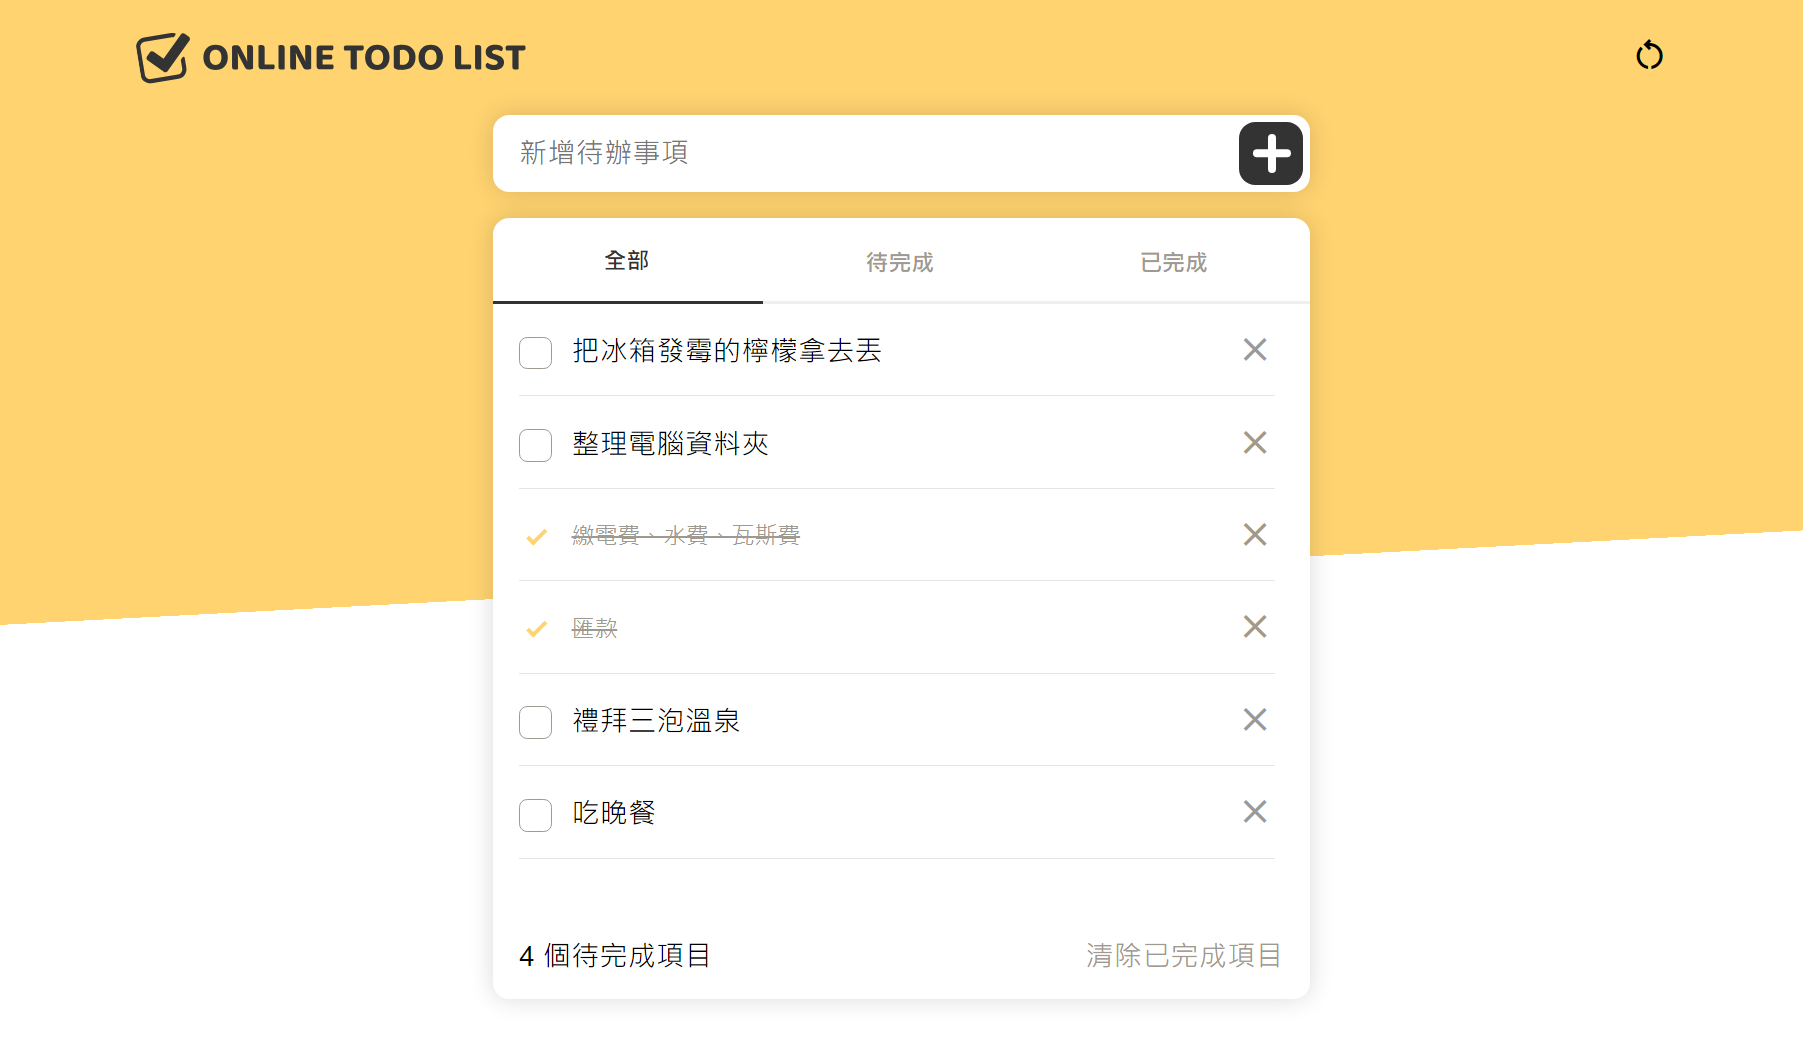 ONLINE TODO LIST
新增待辦事項
全部 待完成 已完成
把冰箱發霉的檸檬拿去丟
整理電腦資料夾
繳電費、水費、瓦斯費
匯款
禮拜三泡溫泉
吃晚餐
4 個待完成項目 清除已完成項目